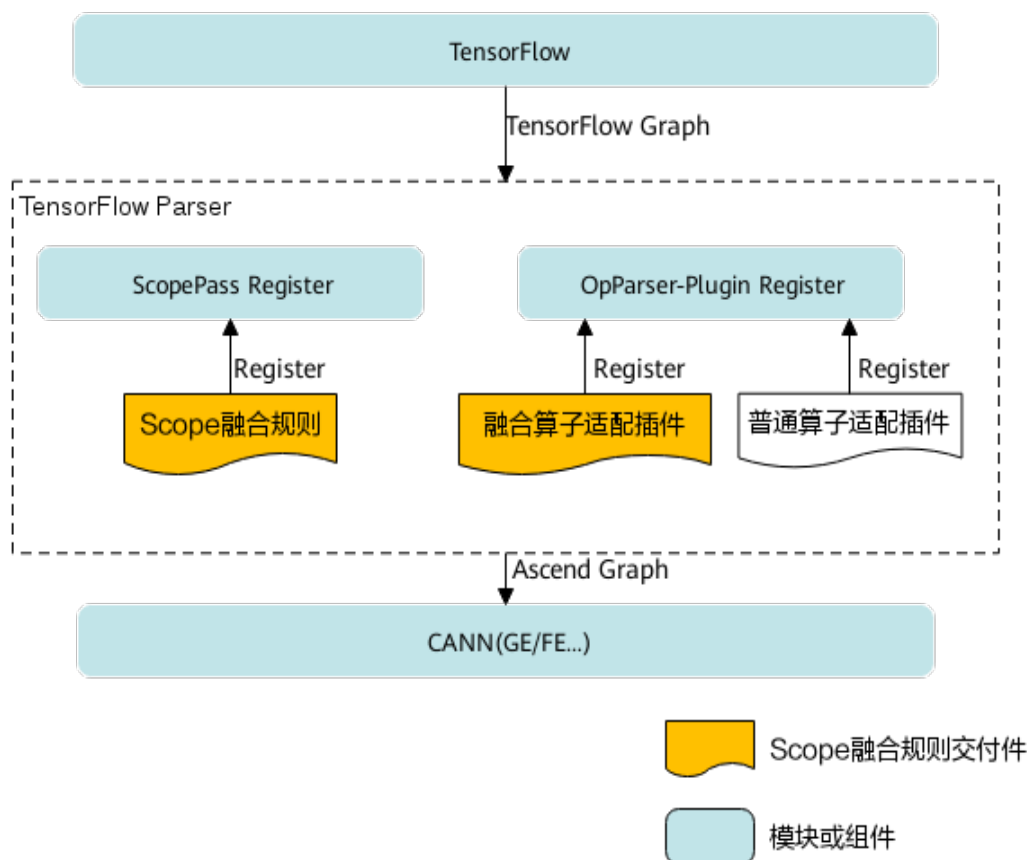 TensorFlow
TensorFlow Graph
TensorFlow Parser
ScopePass Register
OpParser-Plugin Register
Register
Register
Register
Scope融合规则
融合算子适配插件
普通算子适配插件
Ascend Graph
CANN(GE/FE...)
Scope融合规则交付件
模块或组件